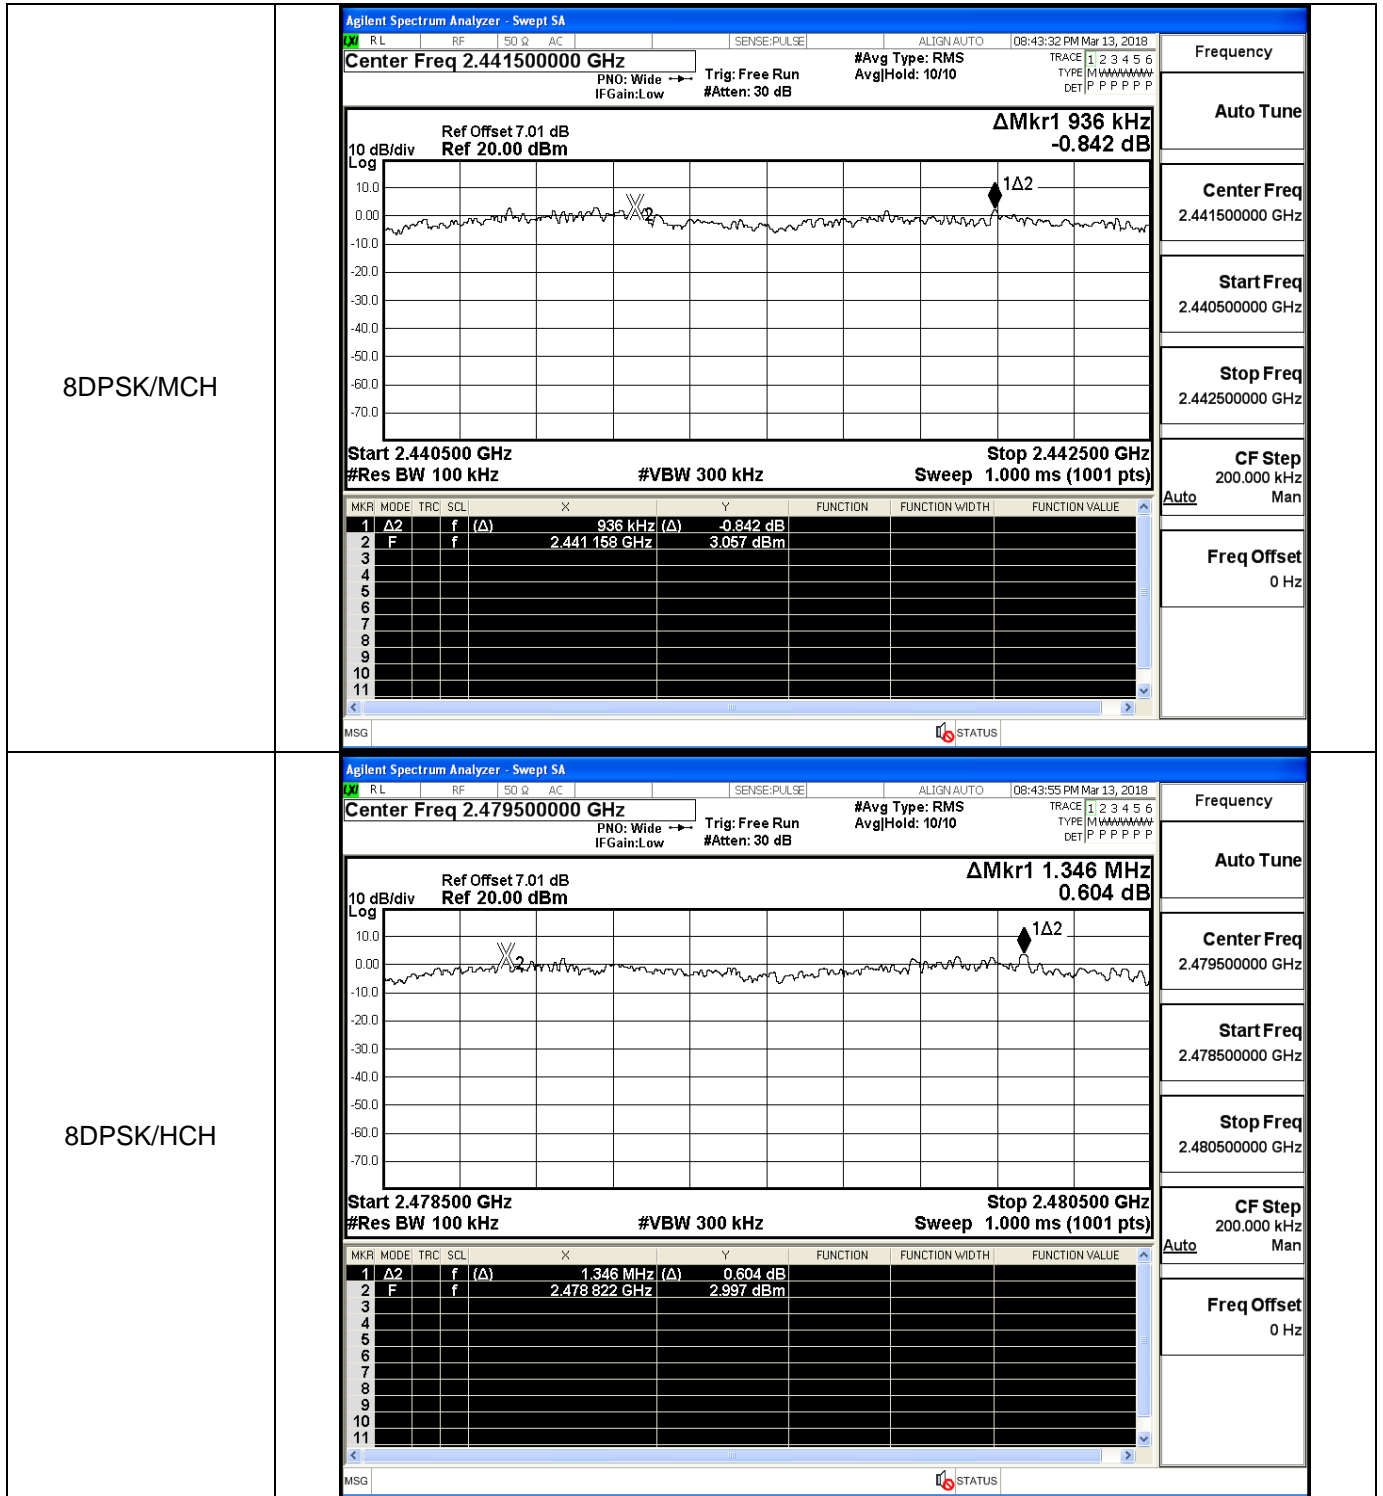 8DPSK/MCH
Agilent Spectrum Analyzer - Swept SA
LXI RL RF 50 Ω AC SENSE:PULSE ALIGN AUTO 08:43:32 PM Mar 13, 2018
Center Freq 2.441500000 GHz
PNO: Wide
IFGain:Low
Trig: Free Run
#Atten: 30 dB
#Avg Type: RMS
Avg|Hold: 10/10
TRACE 1 2 3 4 5 6
TYPE M
DET P P P P P P
Ref Offset 7.01 dB
10 dB/div Ref 20.00 dBm
Log
ΔMkr1 936 kHz
-0.842 dB
10.0
0.00
-10.0
-20.0
-30.0
-40.0
-50.0
-60.0
-70.0
2
1Δ2
Start 2.440500 GHz Stop 2.442500 GHz
#Res BW 100 kHz #VBW 300 kHz Sweep 1.000 ms (1001 pts)
MKR MODE TRC SCL X Y FUNCTION FUNCTION WIDTH FUNCTION VALUE
1 Δ2 f (Δ) 936 kHz (Δ) -0.842 dB
2 F f 2.441 158 GHz 3.057 dBm
3
4
5
6
7
8
9
10
11
MSG STATUS
Frequency
Auto Tune
Center Freq
2.441500000 GHz
Start Freq
2.440500000 GHz
Stop Freq
2.442500000 GHz
CF Step
200.000 kHz
Auto Man
Freq Offset
0 Hz
8DPSK/HCH
Agilent Spectrum Analyzer - Swept SA
LXI RL RF 50 Ω AC SENSE:PULSE ALIGN AUTO 08:43:55 PM Mar 13, 2018
Center Freq 2.479500000 GHz
PNO: Wide
IFGain:Low
Trig: Free Run
#Atten: 30 dB
#Avg Type: RMS
Avg|Hold: 10/10
TRACE 1 2 3 4 5 6
TYPE M
DET P P P P P P
Ref Offset 7.01 dB
10 dB/div Ref 20.00 dBm
Log
ΔMkr1 1.346 MHz
0.604 dB
10.0
0.00
-10.0
-20.0
-30.0
-40.0
-50.0
-60.0
-70.0
2
1Δ2
Start 2.478500 GHz Stop 2.480500 GHz
#Res BW 100 kHz #VBW 300 kHz Sweep 1.000 ms (1001 pts)
MKR MODE TRC SCL X Y FUNCTION FUNCTION WIDTH FUNCTION VALUE
1 Δ2 f (Δ) 1.346 MHz (Δ) 0.604 dB
2 F f 2.478 822 GHz 2.997 dBm
3
4
5
6
7
8
9
10
11
MSG STATUS
Frequency
Auto Tune
Center Freq
2.479500000 GHz
Start Freq
2.478500000 GHz
Stop Freq
2.480500000 GHz
CF Step
200.000 kHz
Auto Man
Freq Offset
0 Hz